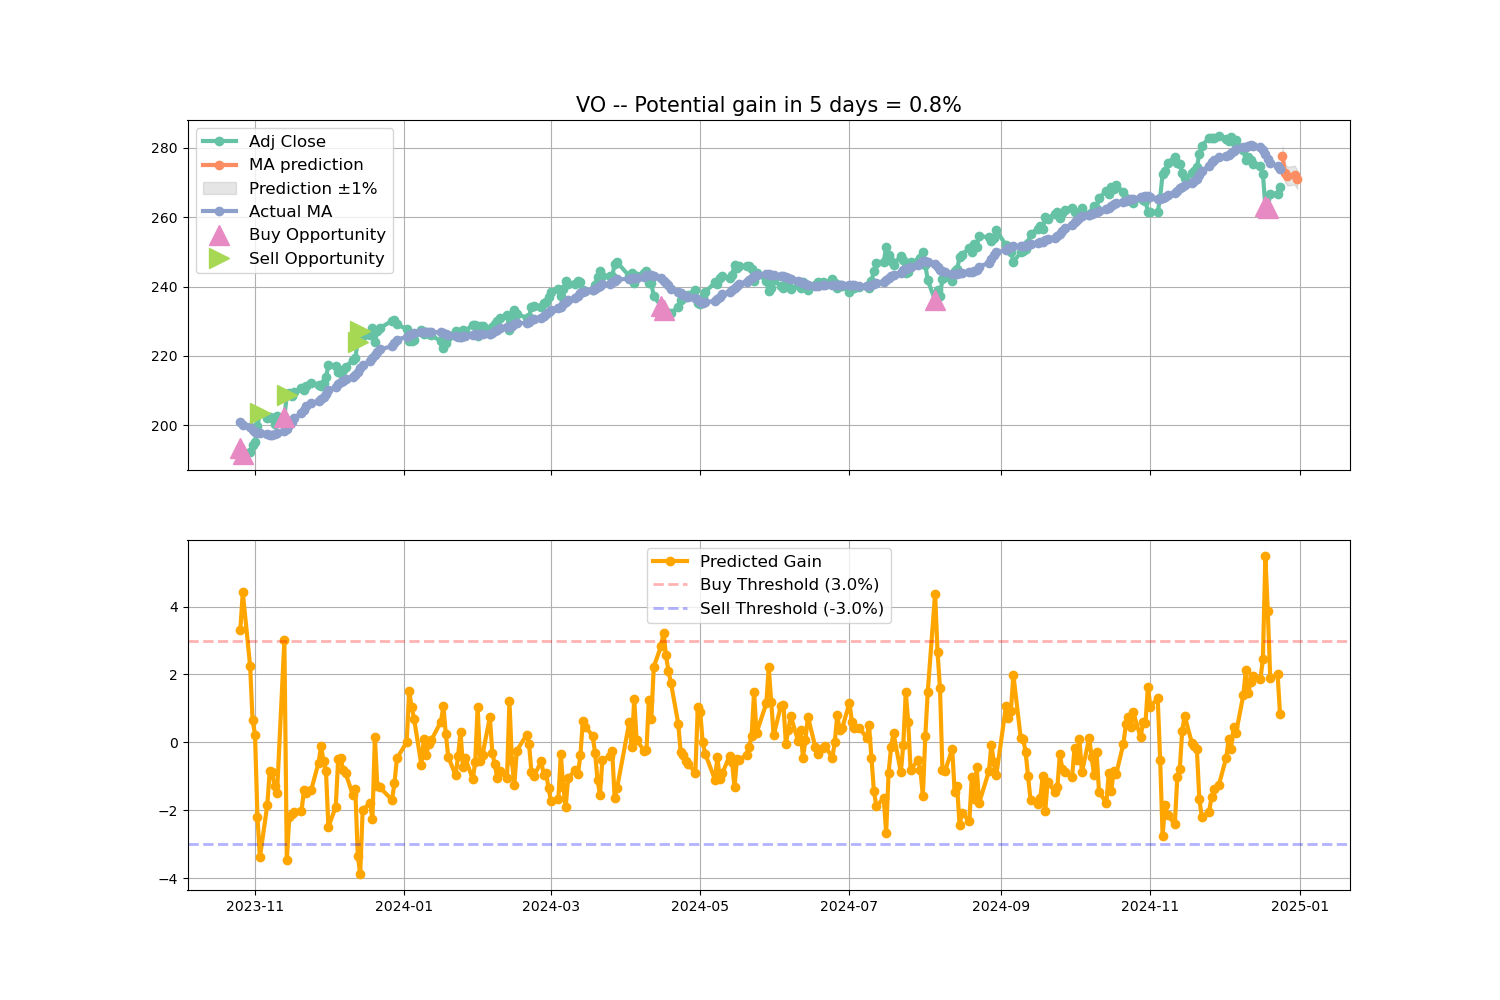 VO -- Potential gain in 5 days = 0.8%
280
260
240
220
200
Adj Close
MA prediction
Prediction ±1%
Actual MA
Buy Opportunity
Sell Opportunity
4
2
0
−2
−4
Predicted Gain
Buy Threshold (3.0%)
Sell Threshold (-3.0%)
2023-11
2024-01
2024-03
2024-05
2024-07
2024-09
2024-11
2025-01